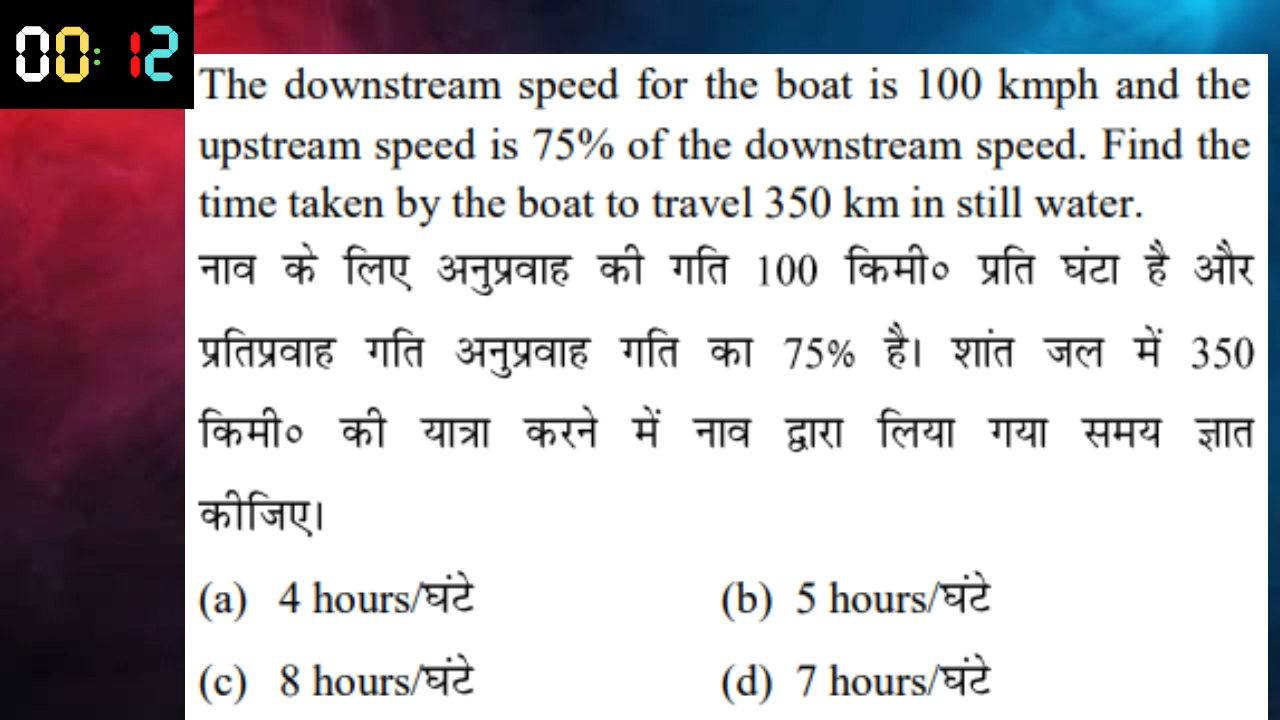 00:12
The downstream speed for the boat is 100 kmph and the
upstream speed is 75% of the downstream speed. Find the
time taken by the boat to travel 350 km in still water.
नाव के लिए अनुप्रवाह की गति 100 किमी० प्रति घंटा है और
प्रतिप्रवाह गति अनुप्रवाह गति का 75% है। शांत जल में 350
किमी० की यात्रा करने में नाव द्वारा लिया गया समय ज्ञात
कीजिए।
(a) 4 hours/घंटे (b) 5 hours/घंटे
(c) 8 hours/घंटे (d) 7 hours/घंटे